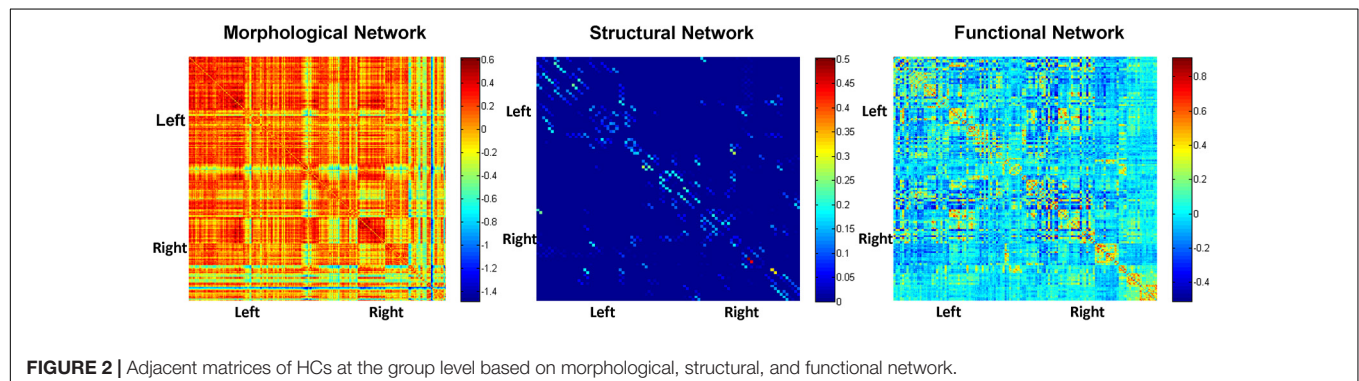 Morphological Network
Structural Network
Functional Network
Left
Right
Left
Right
0.6
0.4
0.2
0
-0.2
-0.4
-0.6
-0.8
-1
-1.2
-1.4
Left
Right
Left
Right
0.5
0.45
0.4
0.35
0.3
0.25
0.2
0.15
0.1
0.05
0
Left
Right
Left
Right
0.8
0.6
0.4
0.2
0
-0.2
-0.4
FIGURE 2 | Adjacent matrices of HCs at the group level based on morphological, structural, and functional network.